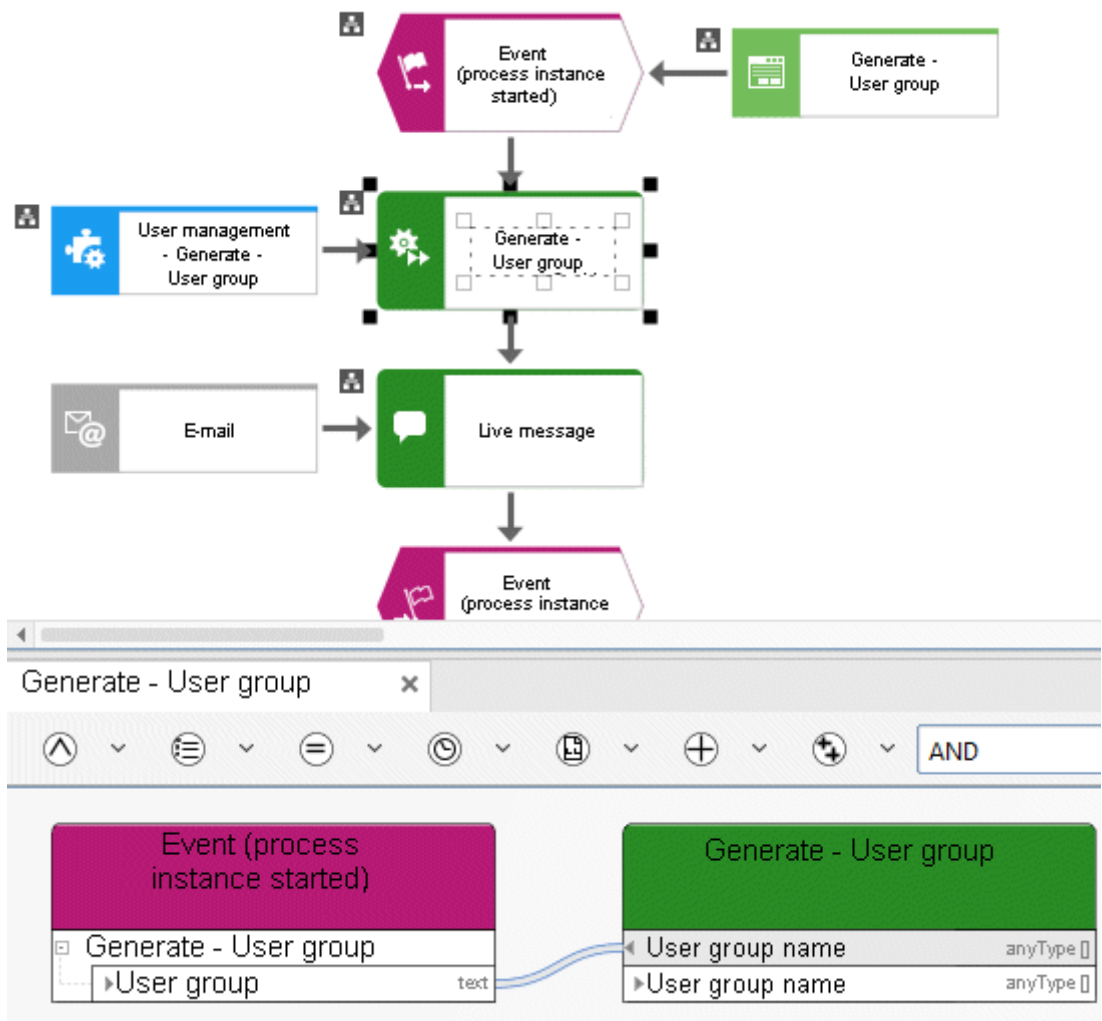 Event
(process instance
started)
Generate -
User group
User management
- Generate -
User group
Generate -
User group
E-mail
Live message
Event
(process instance
Generate - User group
AND
Event (process
instance started)
Generate - User group
User group text
Generate - User group
User group name anyType []
User group name anyType []